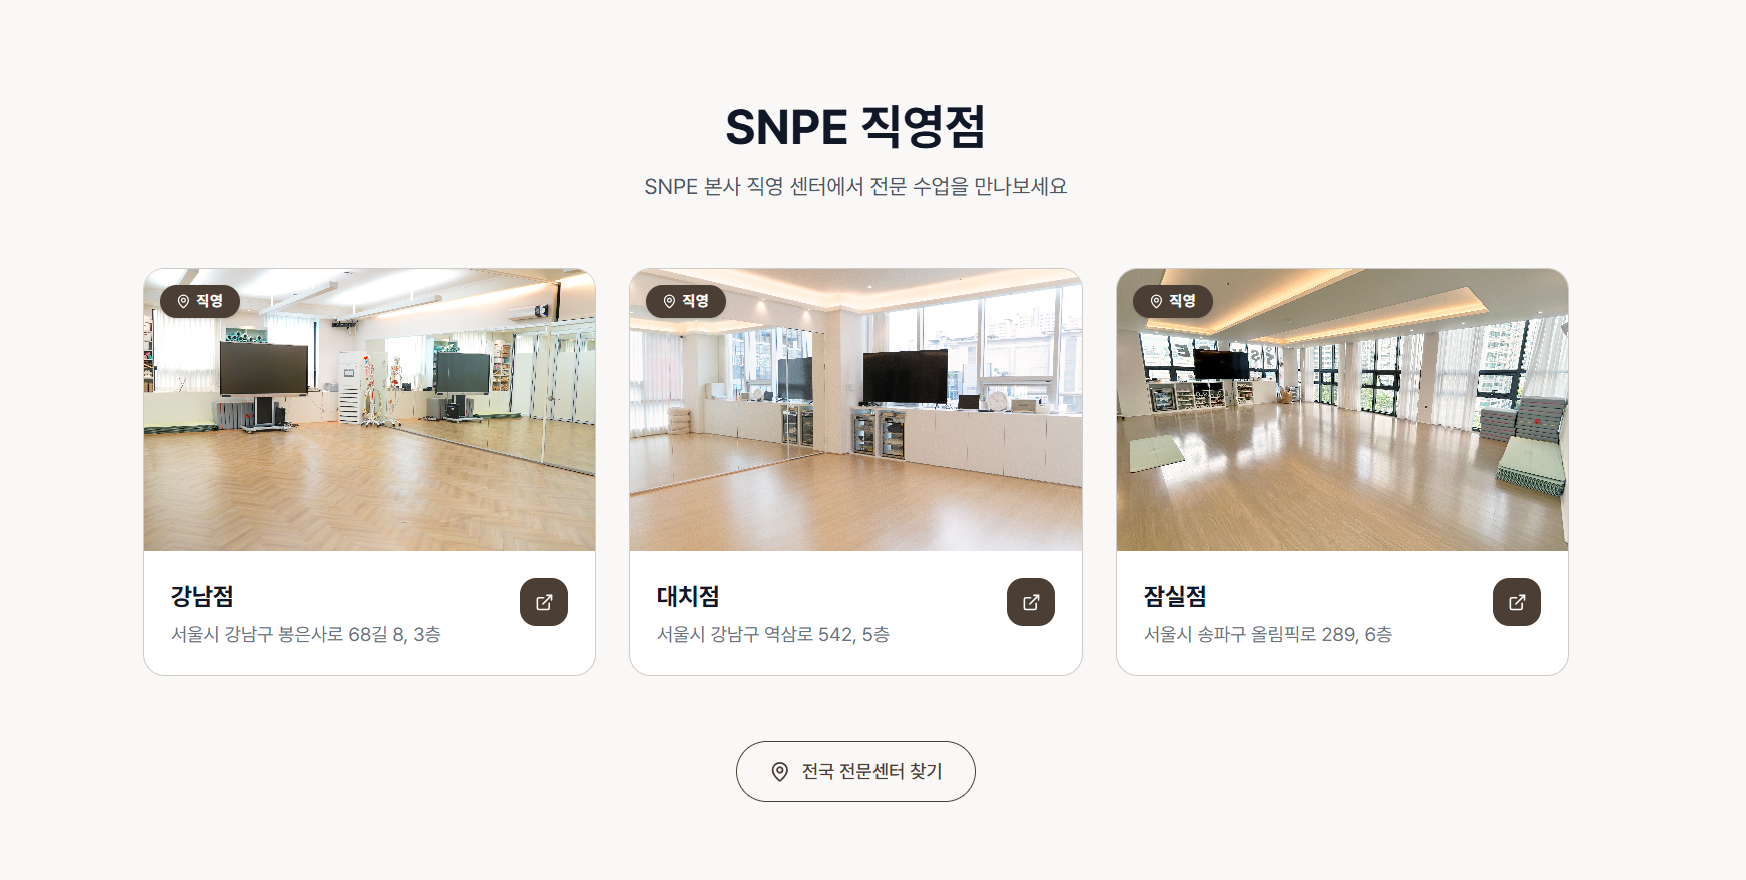 SNPE 직영점
SNPE 본사 직영 센터에서 전문 수업을 만나보세요
직영
직영
직영
강남점
서울시 강남구 봉은사로 68길 8, 3층
대치점
서울시 강남구 역삼로 542, 5층
잠실점
서울시 송파구 올림픽로 289, 6층
전국 전문센터 찾기